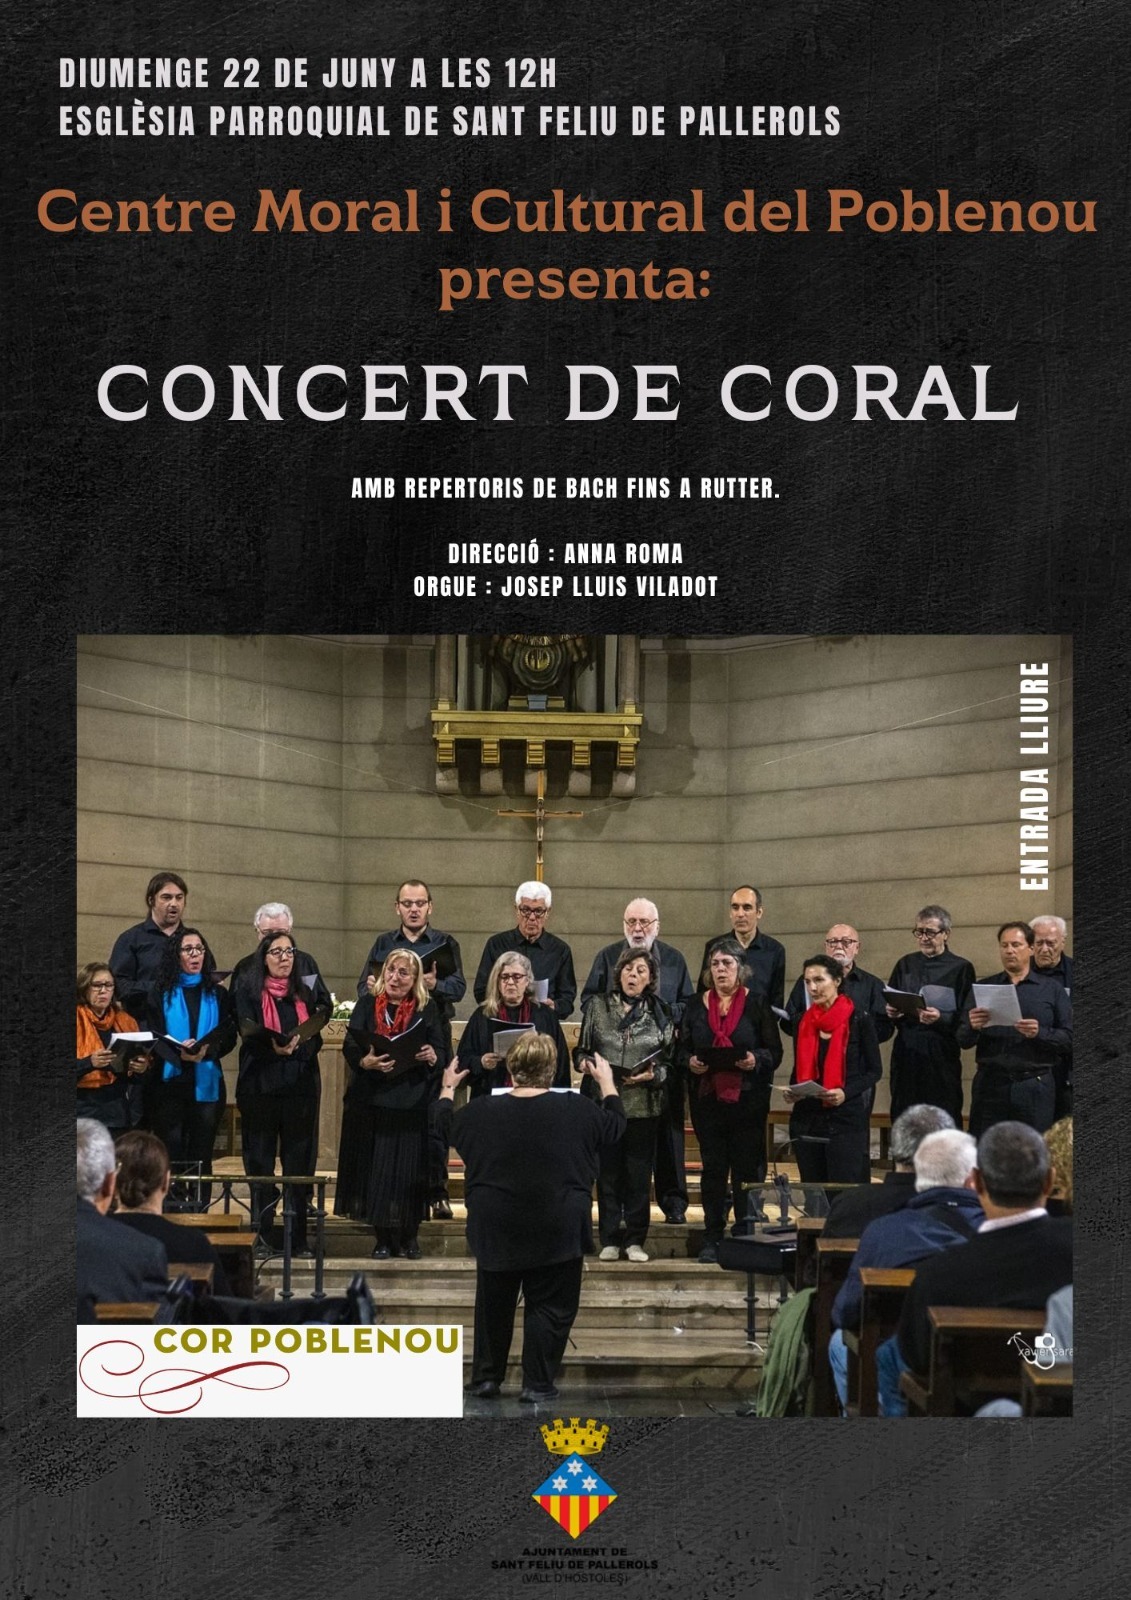 DIUMENGE 22 DE JUNY A LES 12H
ESGLÈSIA PARROQUIAL DE SANT FELIU DE PALLEROLS
Centre Moral i Cultural del Poblenou
presenta:
CONCERT DE CORAL
AMB REPERTORIS DE BACH FINS A RUTTER.
DIRECCIÓ : ANNA ROMA
ORGUE : JOSEP LLUIS VILADOT
ENTRADA LLIURE
COR POBLENOU
AJUNTAMENT DE
SANT FELIU DE PALLEROLS
(VALL D'HOSTOLES)